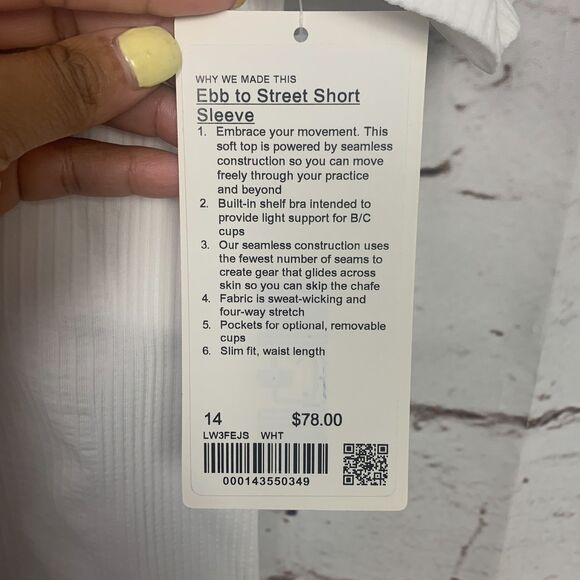 WHY WE MADE THIS
Ebb to Street Short
Sleeve
1. Embrace your movement. This
soft top is powered by seamless
construction so you can move
freely through your practice
and beyond
2. Built-in shelf bra intended to
provide light support for B/C
cups
3. Our seamless construction uses
the fewest number of seams to
create gear that glides across
skin so you can skip the chafe
4. Fabric is sweat-wicking and
four-way stretch
5. Pockets for optional, removable
cups
6. Slim fit, waist length
14 $78.00
LW3FEJS WHT
000143550349